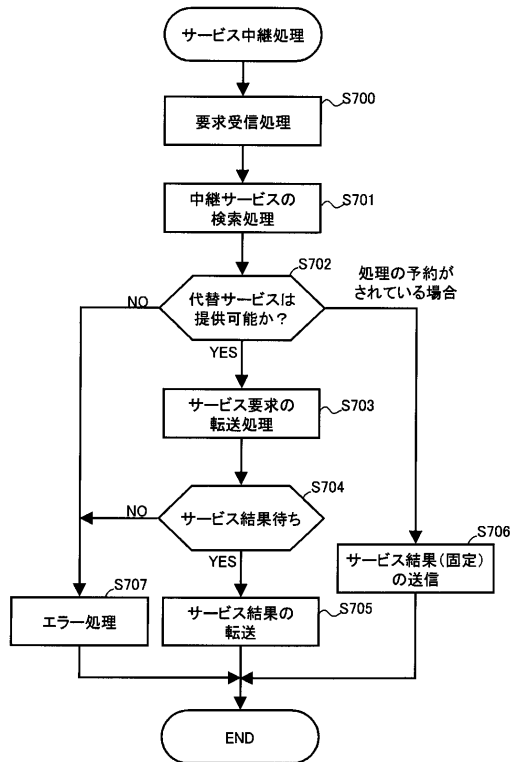 サービス中継処理
S700
要求受信処理
S701
中継サービスの
検索処理
S702
代替サービスは
提供可能か？
処理の予約が
されている場合
NO
YES
S703
サービス要求の
転送処理
S704
サービス結果待ち
NO
YES
S706
サービス結果(固定)
の送信
S707
エラー処理
S705
サービス結果の
転送
END